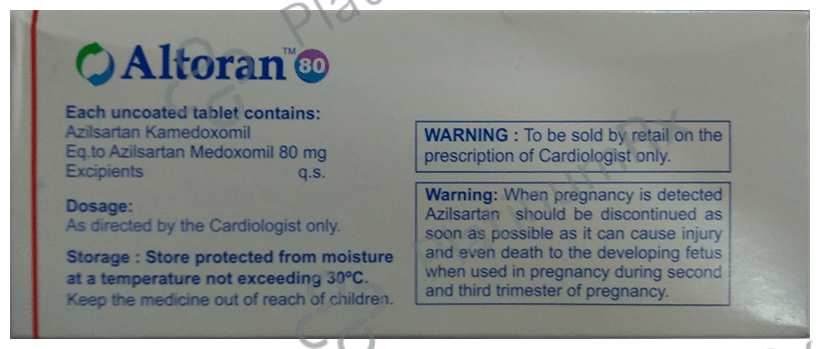 Altoran™ 80
Each uncoated tablet contains:
Azilsartan Kamedoxomil
Eq.to Azilsartan Medoxomil 80 mg
Excipients q.s.
Dosage:
As directed by the Cardiologist only.
Storage : Store protected from moisture
at a temperature not exceeding 30ºC.
Keep the medicine out of reach of children.
WARNING : To be sold by retail on the
prescription of Cardiologist only.
Warning: When pregnancy is detected
Azilsartan should be discontinued as
soon as possible as it can cause injury
and even death to the developing fetus
when used in pregnancy during second
and third trimester of pregnancy.
PlatinumRx